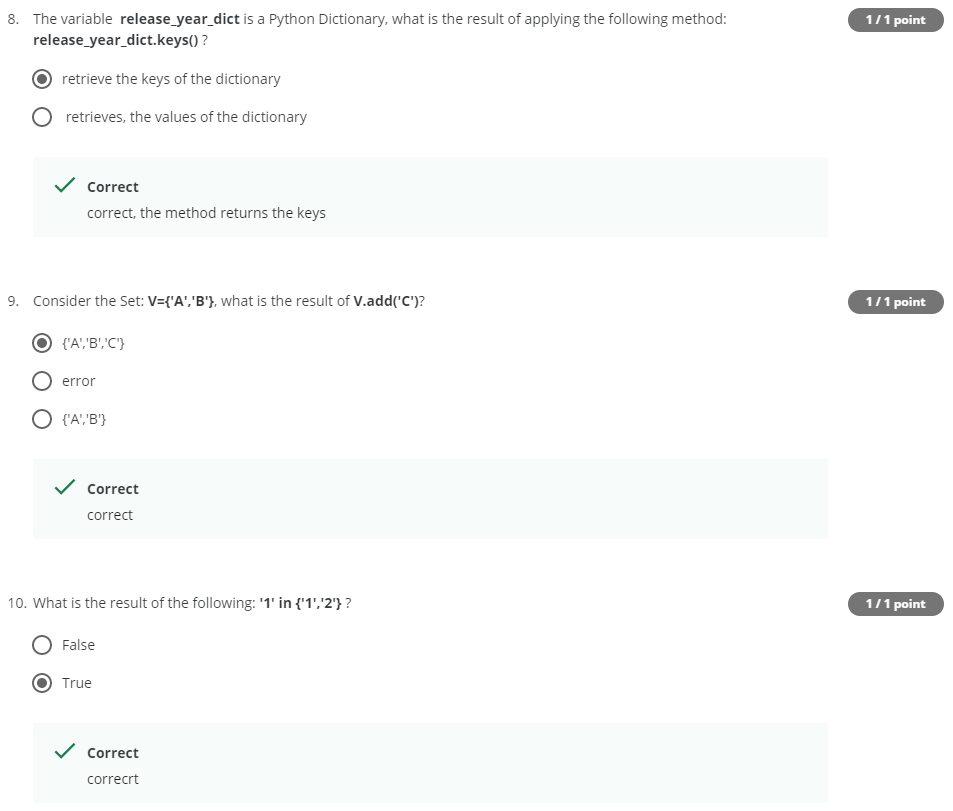 8. The variable release_year_dict is a Python Dictionary, what is the result of applying the following method:
release_year_dict.keys() ?
1 / 1 point
retrieve the keys of the dictionary
retrieves, the values of the dictionary
Correct
correct, the method returns the keys
9. Consider the Set: V={'A','B'}, what is the result of V.add('C')?
1 / 1 point
{'A','B','C'}
error
{'A','B'}
Correct
correct
10. What is the result of the following: '1' in {'1','2'} ?
1 / 1 point
False
True
Correct
correcrt